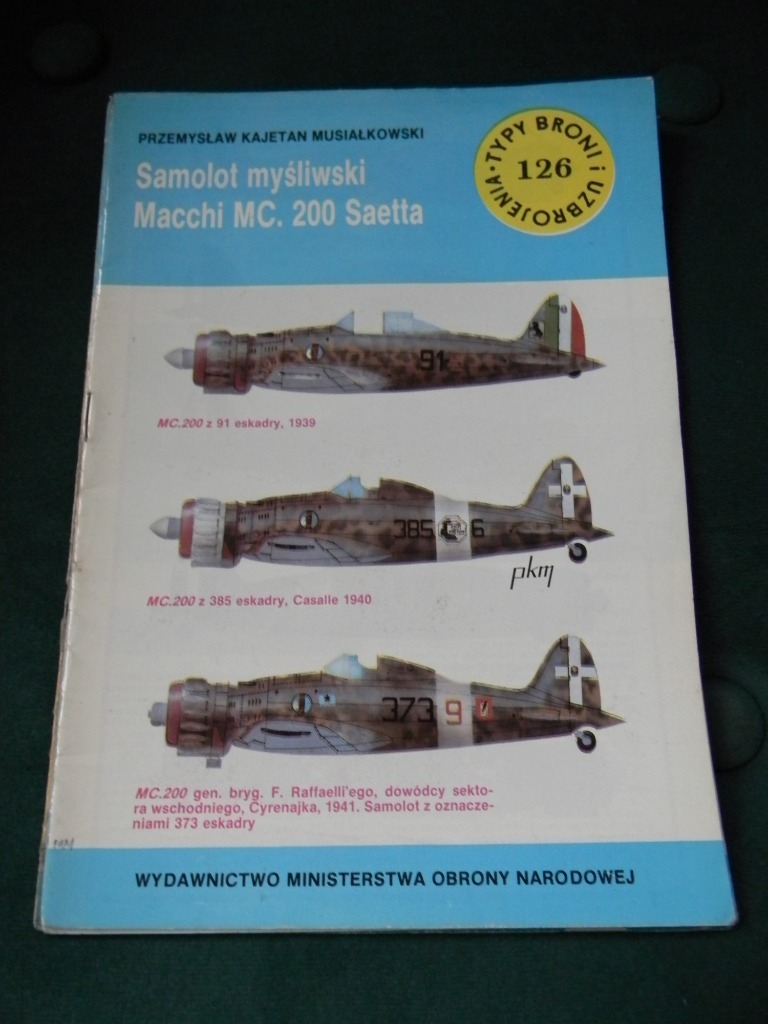 PRZEMYSŁAW KAJETAN MUSIAŁKOWSKI
TYPY BRONI i UZBROJENIA •
126
Samolot myśliwski
Macchi MC. 200 Saetta
91
MC.200 z 91 eskadry, 1939
385 6
pkm
MC.200 z 385 eskadry, Casalle 1940
373 9
MC.200 gen. bryg. F. Raffaelli'ego, dowódcy sekto-
ra wschodniego, Cyrenajka, 1941. Samolot z oznacze-
niami 373 eskadry
WYDAWNICTWO MINISTERSTWA OBRONY NARODOWEJ